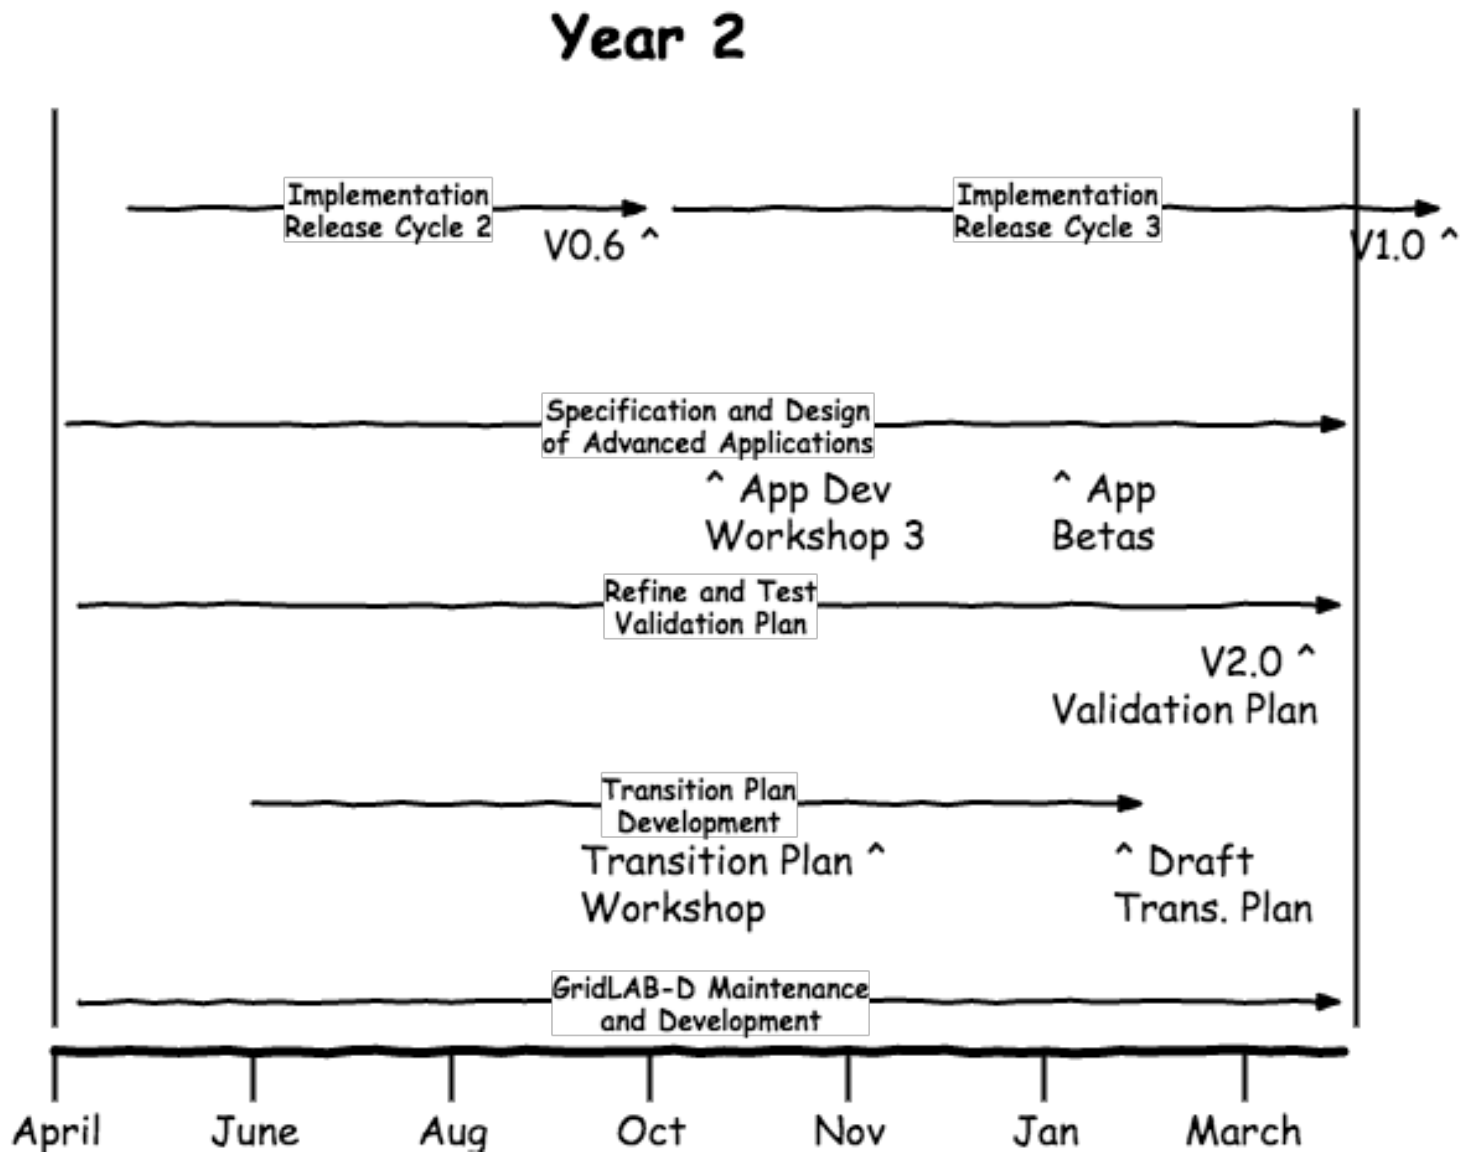 Year 2
Implementation
Release Cycle 2
V0.6 ^
Implementation
Release Cycle 3
V1.0 ^
Specification and Design
of Advanced Applications
^ App Dev
Workshop 3
^ App
Betas
Refine and Test
Validation Plan
V2.0 ^
Validation Plan
Transition Plan
Development
Transition Plan ^
Workshop
^ Draft
Trans. Plan
GridLAB-D Maintenance
and Development
April June Aug Oct Nov Jan March